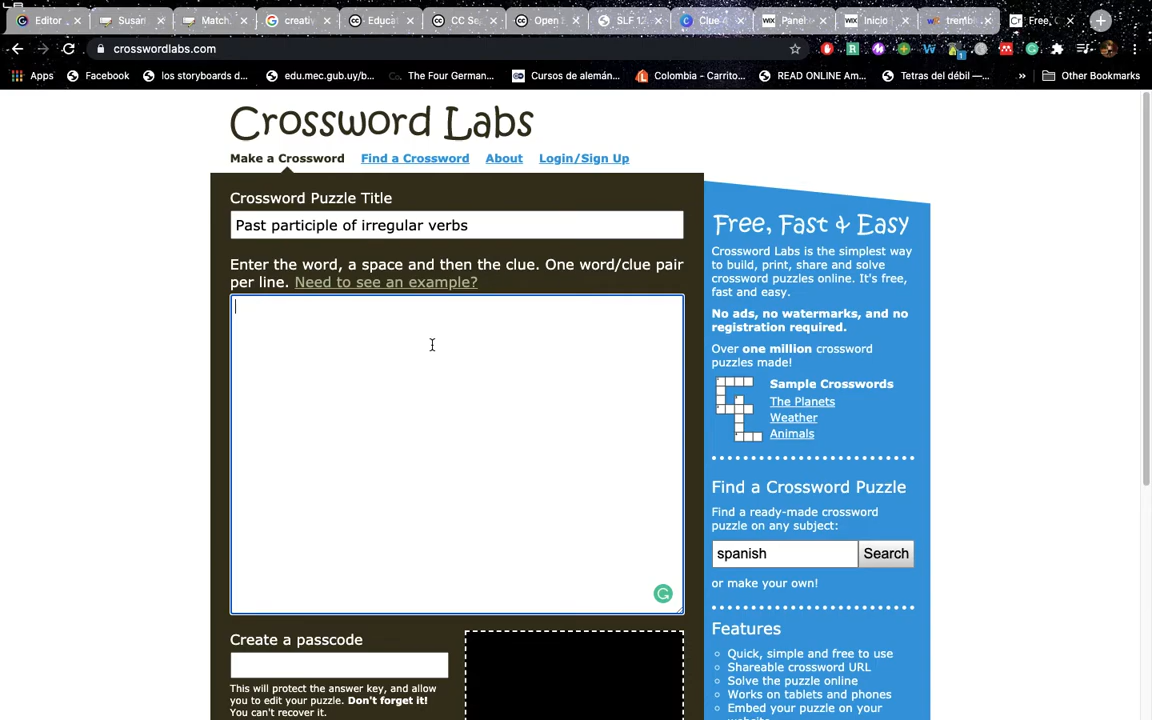 Editor
Susan
Match.
creativ
Educat
CC Se
Open
SLF 12
Clue
Panel
Inicio
tremb
Free, C
crosswordlabs.com
Apps
Facebook
los storyboards d...
edu.mec.gub.uy/b...
The Four German...
Cursos de alemán...
Colombia - Carrito...
READ ONLINE Am...
Tetras del débil —...
»
Other Bookmarks
Crossword Labs
Make a Crossword
Find a Crossword
About
Login/Sign Up
Crossword Puzzle Title
Past participle of irregular verbs
Enter the word, a space and then the clue. One word/clue pair
per line. Need to see an example?
Create a passcode
This will protect the answer key, and allow
you to edit your puzzle. Don't forget it!
You can't recover it.
Free, Fast & Easy
Crossword Labs is the simplest way
to build, print, share and solve
crossword puzzles online. It's free,
fast and easy.
No ads, no watermarks, and no
registration required.
Over one million crossword
puzzles made!
Sample Crosswords
The Planets
Weather
Animals
Find a Crossword Puzzle
Find a ready-made crossword
puzzle on any subject:
spanish
Search
or make your own!
Features
Quick, simple and free to use
Shareable crossword URL
Solve the puzzle online
Works on tablets and phones
Embed your puzzle on your
website